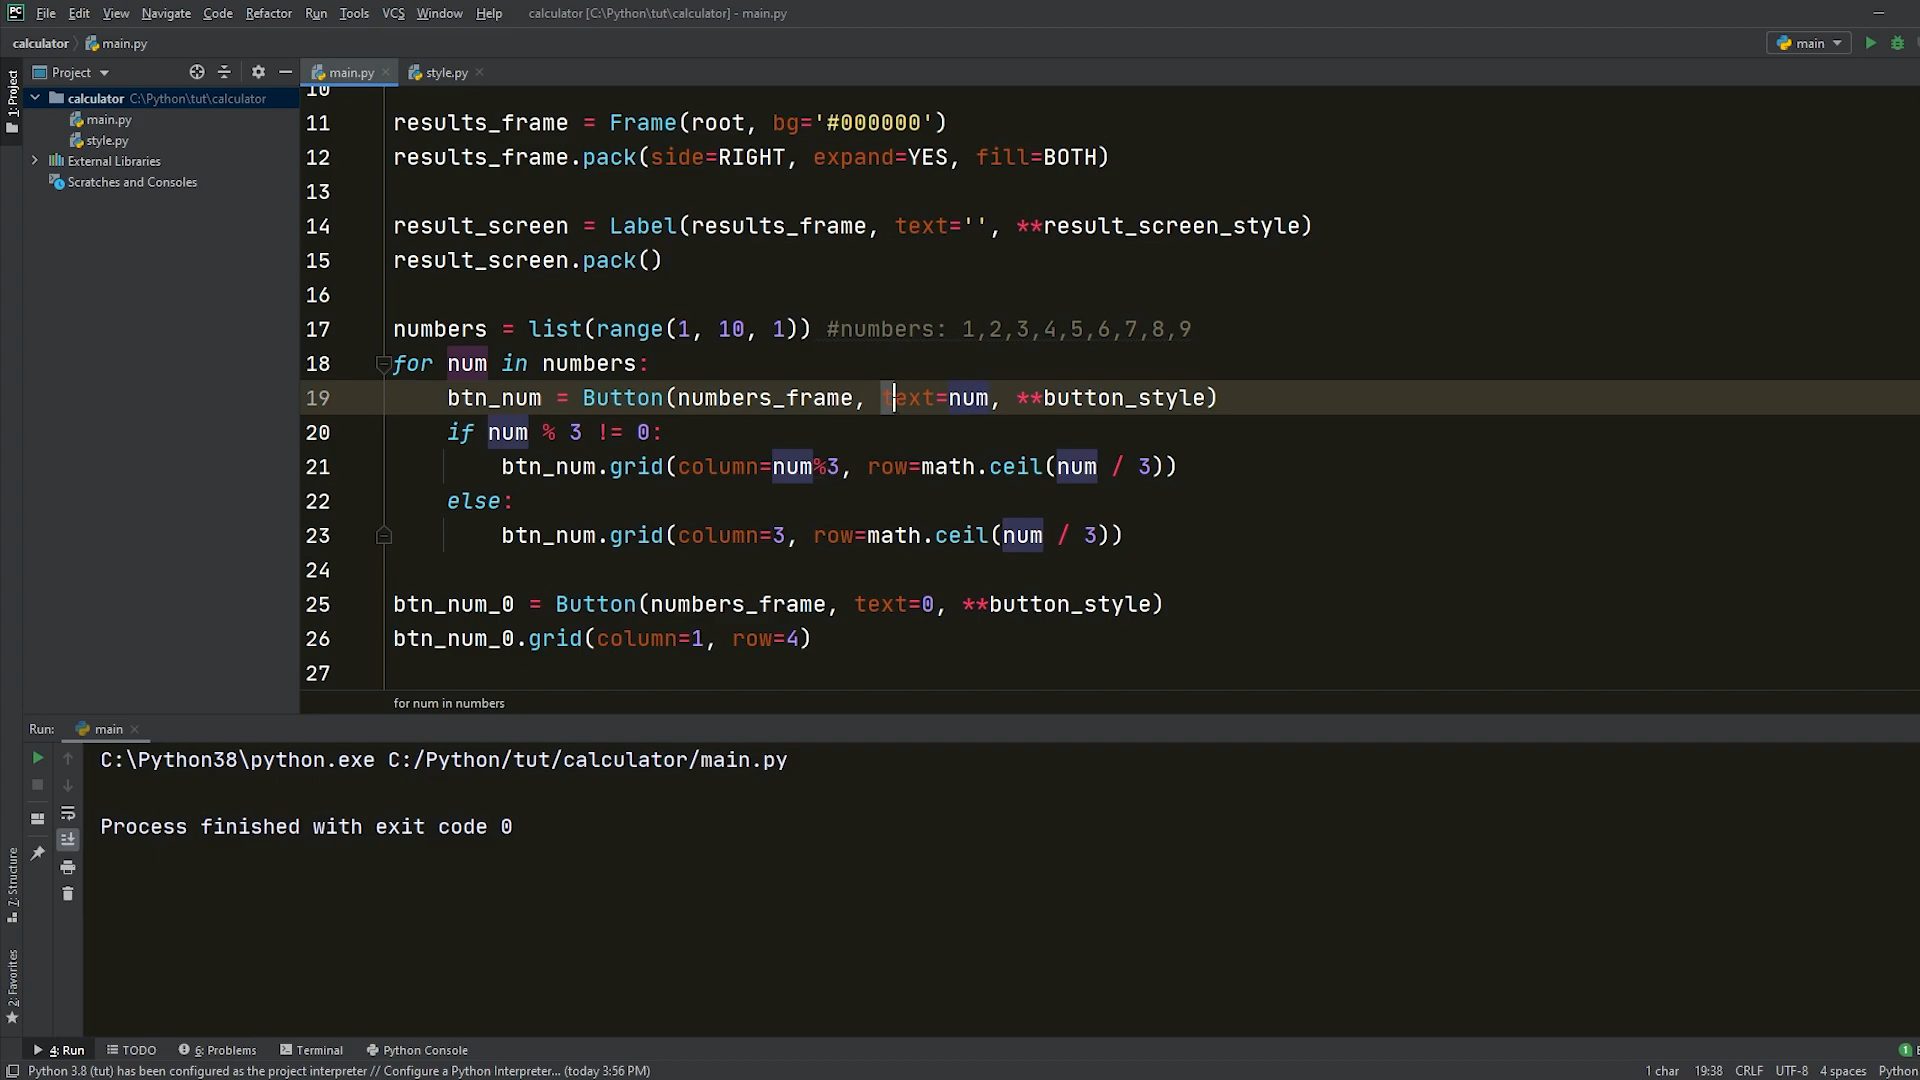 PC File Edit View Navigate Code Refactor Run Tools VCS Window Help calculator [C:\Python\tut\calculator] - main.py
calculator main.py main
Project main.py style.py
1: Project
calculator C:\Python\tut\calculator
main.py
style.py
External Libraries
Scratches and Consoles
10
11 results_frame = Frame(root, bg='#000000')
12 results_frame.pack(side=RIGHT, expand=YES, fill=BOTH)
13
14 result_screen = Label(results_frame, text='', **result_screen_style)
15 result_screen.pack()
16
17 numbers = list(range(1, 10, 1)) #numbers: 1,2,3,4,5,6,7,8,9
18 for num in numbers:
19 btn_num = Button(numbers_frame, text=num, **button_style)
20 if num % 3 != 0:
21 btn_num.grid(column=num%3, row=math.ceil(num / 3))
22 else:
23 btn_num.grid(column=3, row=math.ceil(num / 3))
24
25 btn_num_0 = Button(numbers_frame, text=0, **button_style)
26 btn_num_0.grid(column=1, row=4)
27
for num in numbers
Run: main
C:\Python38\python.exe C:/Python/tut/calculator/main.py
Process finished with exit code 0
7: Structure
2: Favorites
4: Run TODO 6: Problems Terminal Python Console 1
Python 3.8 (tut) has been configured as the project interpreter // Configure a Python Interpreter... (today 3:56 PM) 1 char 19:38 CRLF UTF-8 4 spaces Python